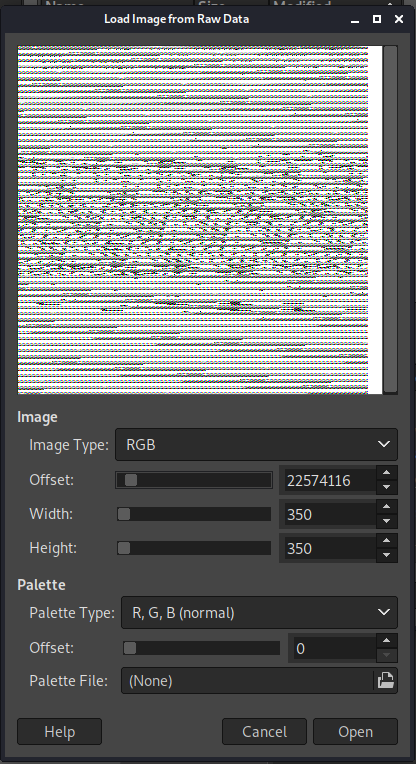 Name Size Modified
Load Image from Raw Data
Image
Image Type: RGB
Offset: 22574116
Width: 350
Height: 350
Palette
Palette Type: R, G, B (normal)
Offset: 0
Palette File: (None)
Help Cancel Open